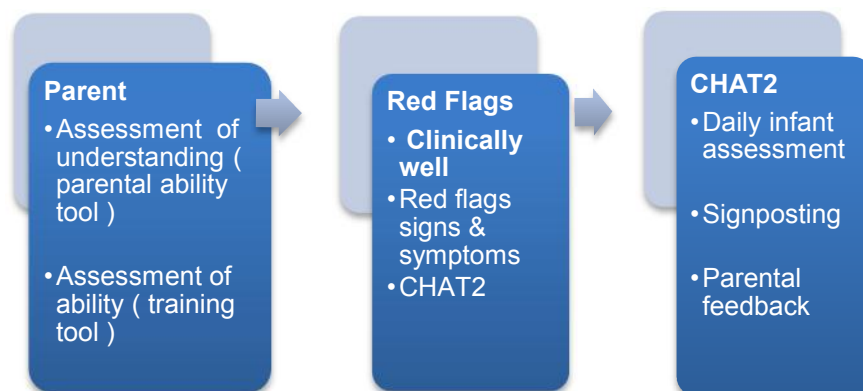 Parent
•Assessment of
understanding (
parental ability
tool )
•Assessment of
ability ( training
tool )
Red Flags
• Clinically
well
•Red flags
signs &
symptoms
•CHAT2
CHAT2
•Daily infant
assessment
•Signposting
•Parental
feedback